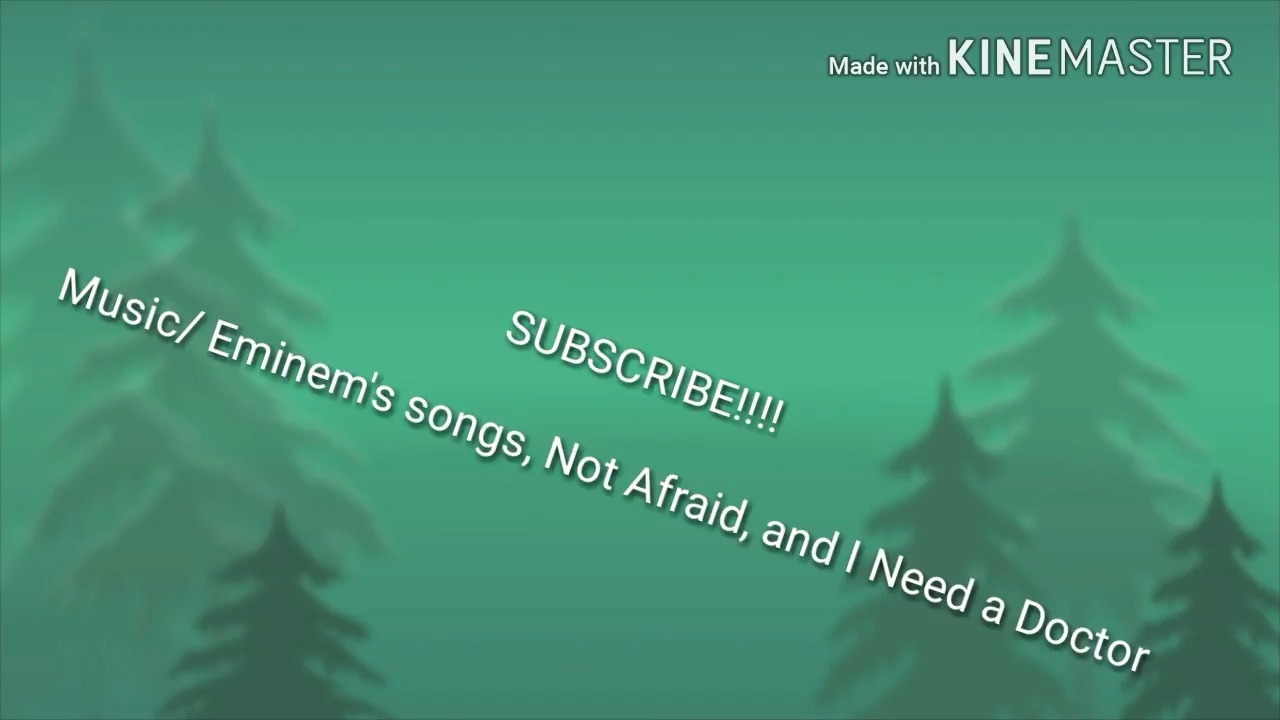 Made with KINEMASTER
SUBSCRIBE!!!!
Music/ Eminem's songs, Not Afraid, and I Need a Doctor